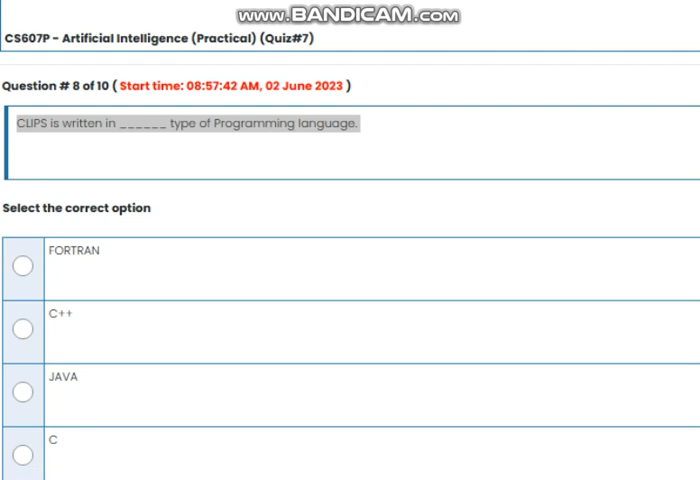 www.BANDICAM.com
CS607P - Artificial Intelligence (Practical) (Quiz#7)
Question # 8 of 10 ( Start time: 08:57:42 AM, 02 June 2023 )
CLIPS is written in ______ type of Programming language.
Select the correct option
FORTRAN
C++
JAVA
C